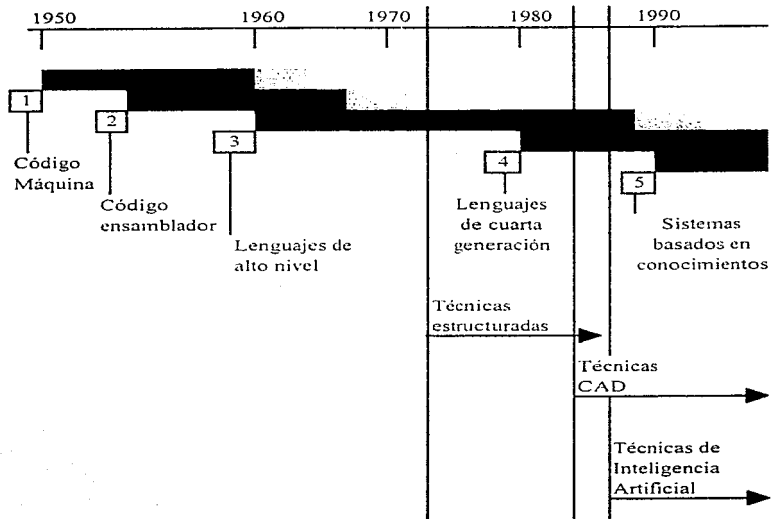 1950 1960 1970 1980 1990
1
2
3
4
5
Código
Máquina
Código
ensamblador
Lenguajes de
alto nivel
Lenguajes
de cuarta
generación
Sistemas
basados en
conocimientos
Técnicas
estructuradas
Técnicas
CAD
Técnicas de
Inteligencia
Artificial